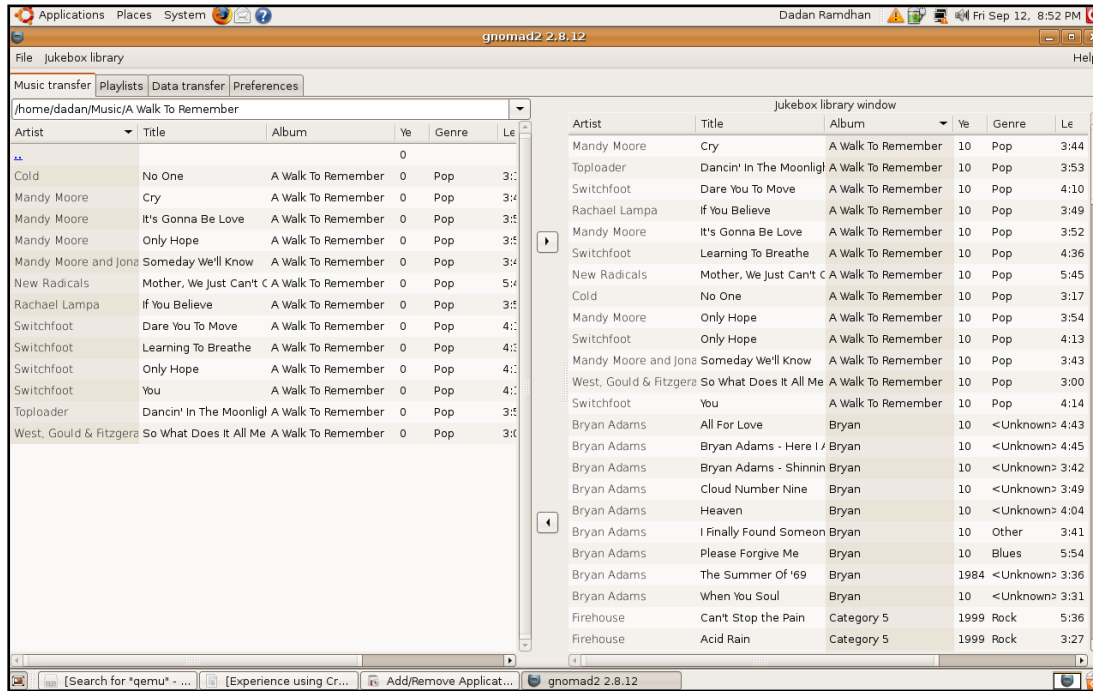 Applications Places System Dadan Ramdhan Fri Sep 12, 8:52 PM
gnomad2 2.8.12
File Jukebox library Help
Music transfer Playlists Data transfer Preferences
/home/dadan/Music/A Walk To Remember
Artist Title Album Ye Genre Le
.. 0
Cold No One A Walk To Remember 0 Pop
Mandy Moore Cry A Walk To Remember 0 Pop
Mandy Moore It's Gonna Be Love A Walk To Remember 0 Pop
Mandy Moore Only Hope A Walk To Remember 0 Pop
Mandy Moore and Jona Someday We'll Know A Walk To Remember 0 Pop
New Radicals Mother, We Just Can't A Walk To Remember 0 Pop
Rachael Lampa If You Believe A Walk To Remember 0 Pop
Switchfoot Dare You To Move A Walk To Remember 0 Pop
Switchfoot Learning To Breathe A Walk To Remember 0 Pop
Switchfoot Only Hope A Walk To Remember 0 Pop
Switchfoot You A Walk To Remember 0 Pop
Toploader Dancin' In The A Walk To Remember 0 Pop
West, Gould & Fitzgera So What Does It All Me A Walk To Remember 0 Pop
Jukebox library window
Artist Title Album Ye Genre Le
Mandy Moore Cry A Walk To Remember 10 Pop 3:44
Toploader Dancin' In The A Walk To Remember 10 Pop 3:53
Switchfoot Dare You To Move A Walk To Remember 10 Pop 4:10
Rachael Lampa If You Believe A Walk To Remember 10 Pop 3:49
Mandy Moore It's Gonna Be Love A Walk To Remember 10 Pop 3:52
Switchfoot Learning To Breathe A Walk To Remember 10 Pop 4:36
New Radicals Mother, We Just Can't A Walk To Remember 10 Pop 5:45
Cold No One A Walk To Remember 10 Pop 3:17
Mandy Moore Only Hope A Walk To Remember 10 Pop 3:54
Switchfoot Only Hope A Walk To Remember 10 Pop 4:13
Mandy Moore and Jona Someday We'll Know A Walk To Remember 10 Pop 3:43
West, Gould & Fitzgera So What Does It All Me A Walk To Remember 10 Pop 3:00
Switchfoot You A Walk To Remember 10 Pop 4:14
Bryan Adams All For Love Bryan 10 <Unknown> 4:43
Bryan Adams Bryan Adams - Here I Bryan 10 <Unknown> 4:45
Bryan Adams Bryan Adams - Shinnin Bryan 10 <Unknown> 3:42
Bryan Adams Cloud Number Nine Bryan 10 <Unknown> 3:49
Bryan Adams Heaven Bryan 10 <Unknown> 4:04
Bryan Adams I Finally Found Someon Bryan 10 Other 3:41
Bryan Adams Please Forgive Me Bryan 10 Blues 5:54
Bryan Adams The Summer Of '69 Bryan 1984 <Unknown> 3:36
Bryan Adams When You Soul Bryan 10 <Unknown> 3:31
Firehouse Can't Stop the Pain Category 5 1999 Rock 5:36
Firehouse Acid Rain Category 5 1999 Rock 3:27
[Search for "qemu" - ... [Experience using Cr... Add/Remove Applicat... gnomad2 2.8.12